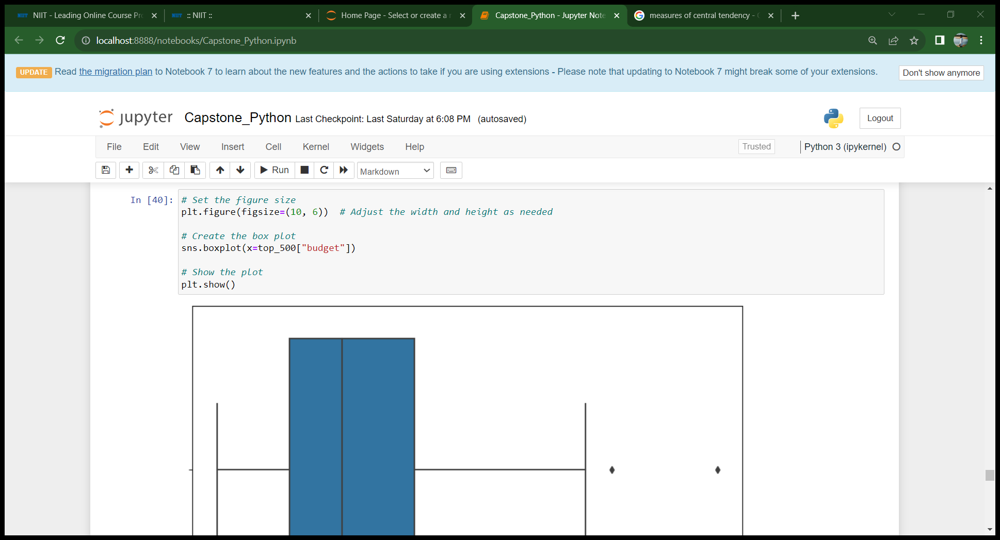 NIIT NIIT - Leading Online Course Pr
NIIT :: NIIT ::
Home Page - Select or create a
Capstone_Python - Jupyter Note
measures of central tendency -
localhost:8888/notebooks/Capstone_Python.ipynb
UPDATE Read the migration plan to Notebook 7 to learn about the new features and the actions to take if you are using extensions - Please note that updating to Notebook 7 might break some of your extensions.
Don't show anymore
jupyter Capstone_Python Last Checkpoint: Last Saturday at 6:08 PM (autosaved)
Logout
File Edit View Insert Cell Kernel Widgets Help
Trusted
Python 3 (ipykernel)
Run
Markdown
In [40]:
# Set the figure size
plt.figure(figsize=(10, 6))  # Adjust the width and height as needed
# Create the box plot
sns.boxplot(x=top_500["budget"])
# Show the plot
plt.show()